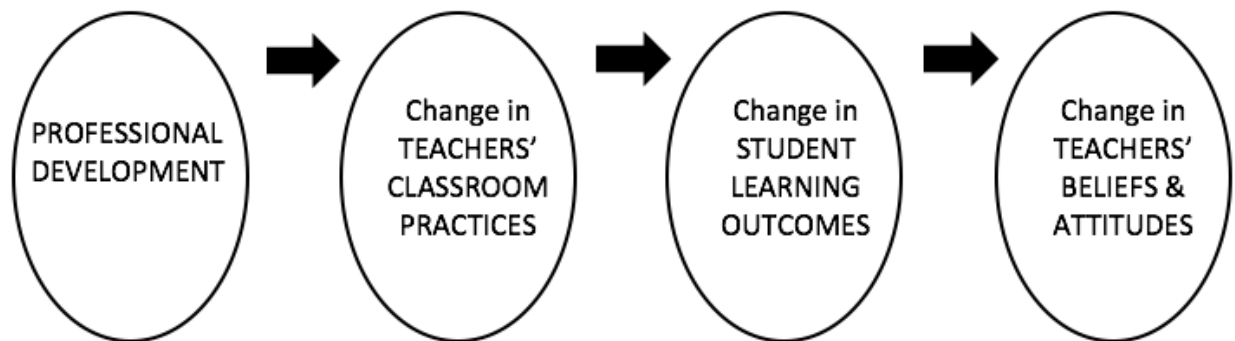 PROFESSIONAL
DEVELOPMENT
Change in
TEACHERS’
CLASSROOM
PRACTICES
Change in
STUDENT
LEARNING
OUTCOMES
Change in
TEACHERS’
BELIEFS &
ATTITUDES